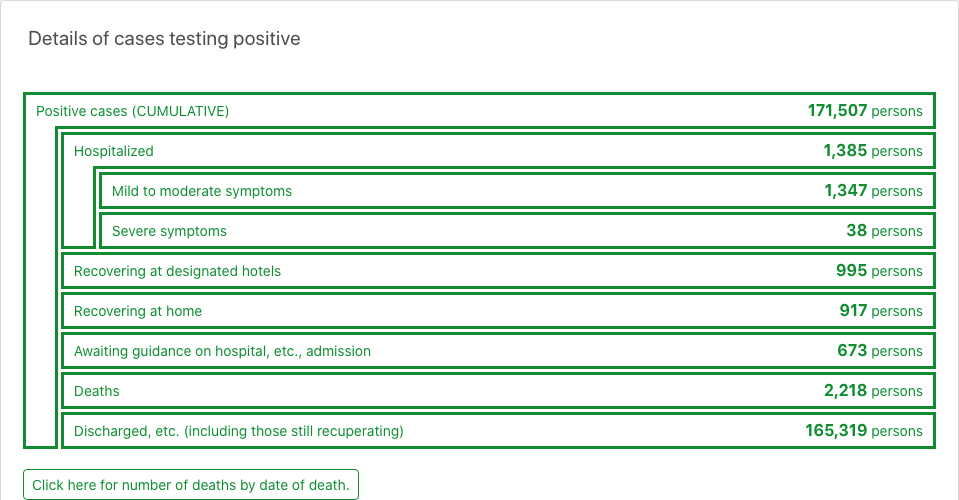 Details of cases testing positive
Positive cases (CUMULATIVE) 171,507 persons
Hospitalized 1,385 persons
Mild to moderate symptoms 1,347 persons
Severe symptoms 38 persons
Recovering at designated hotels 995 persons
Recovering at home 917 persons
Awaiting guidance on hospital, etc., admission 673 persons
Deaths 2,218 persons
Discharged, etc. (including those still recuperating) 165,319 persons
Click here for number of deaths by date of death.